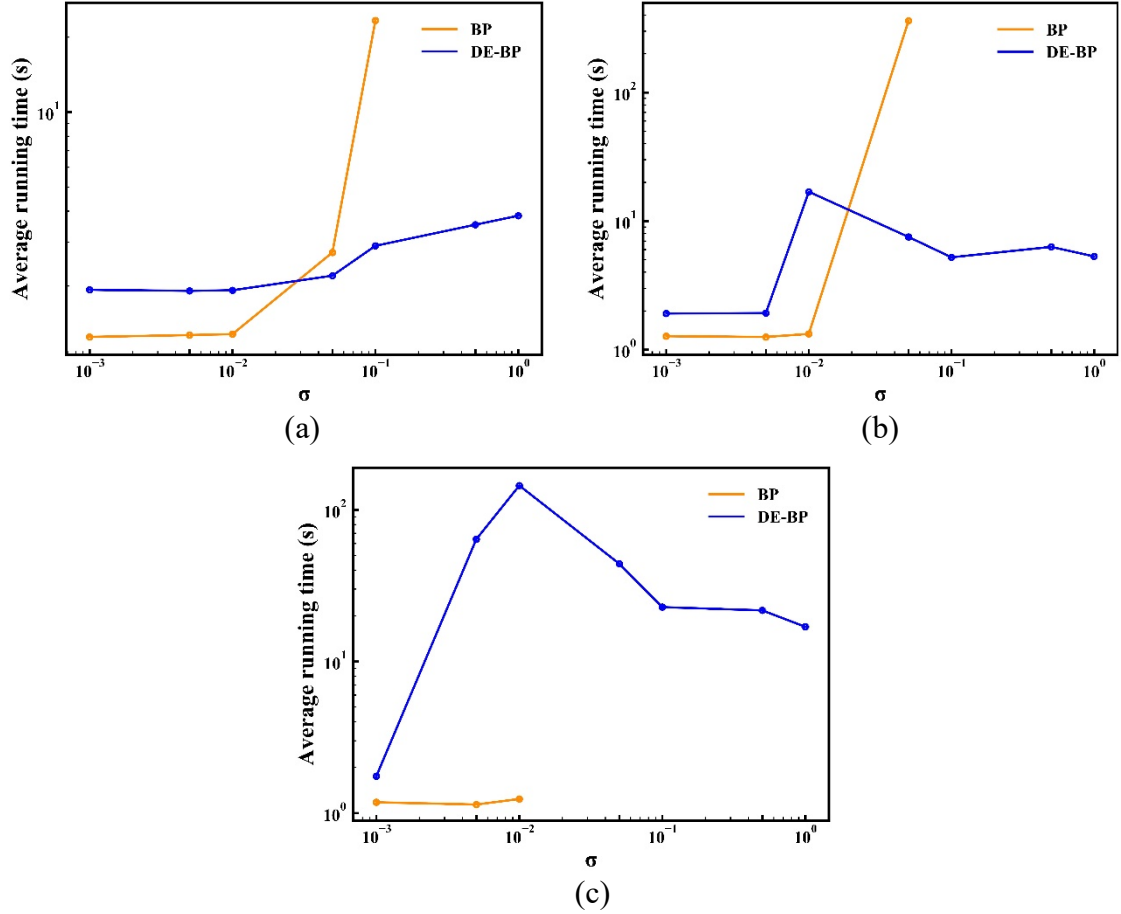 BP
DE-BP
Average running time (s)
10¹
10⁻³ 10⁻² 10⁻¹ 10⁰
σ
(a)
BP
DE-BP
Average running time (s)
10²
10¹
10⁰
10⁻³ 10⁻² 10⁻¹ 10⁰
σ
(b)
BP
DE-BP
Average running time (s)
10²
10¹
10⁰
10⁻³ 10⁻² 10⁻¹ 10⁰
σ
(c)